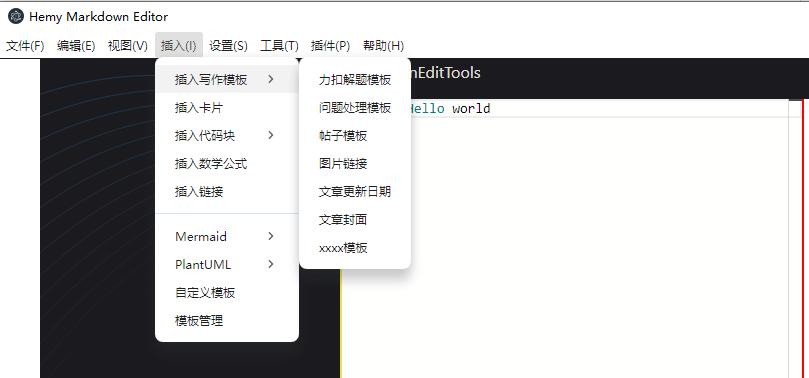 Hemy Markdown Editor
文件(F) 编辑(E) 视图(V) 插入(I) 设置(S) 工具(T) 插件(P) 帮助(H)
插入写作模板
插入卡片
插入代码块
插入数学公式
插入链接
Mermaid
PlantUML
自定义模板
模板管理
力扣解题模板
问题处理模板
帖子模板
图片链接
文章更新日期
文章封面
xxxx模板
nEditTools
Hello world